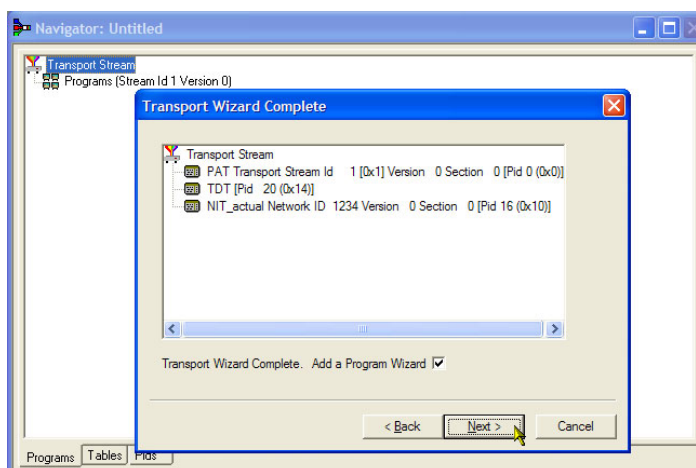 Navigator: Untitled
Transport Stream
Programs (Stream Id 1 Version 0)
Transport Wizard Complete
Transport Stream
PAT Transport Stream Id 1 [0x1] Version 0 Section 0 [Pid 0 (0x0)]
TDT [Pid 20 (0x14)]
NIT_actual Network ID 1234 Version 0 Section 0 [Pid 16 (0x10)]
Transport Wizard Complete. Add a Program Wizard
< Back Next > Cancel
Programs Tables Pids